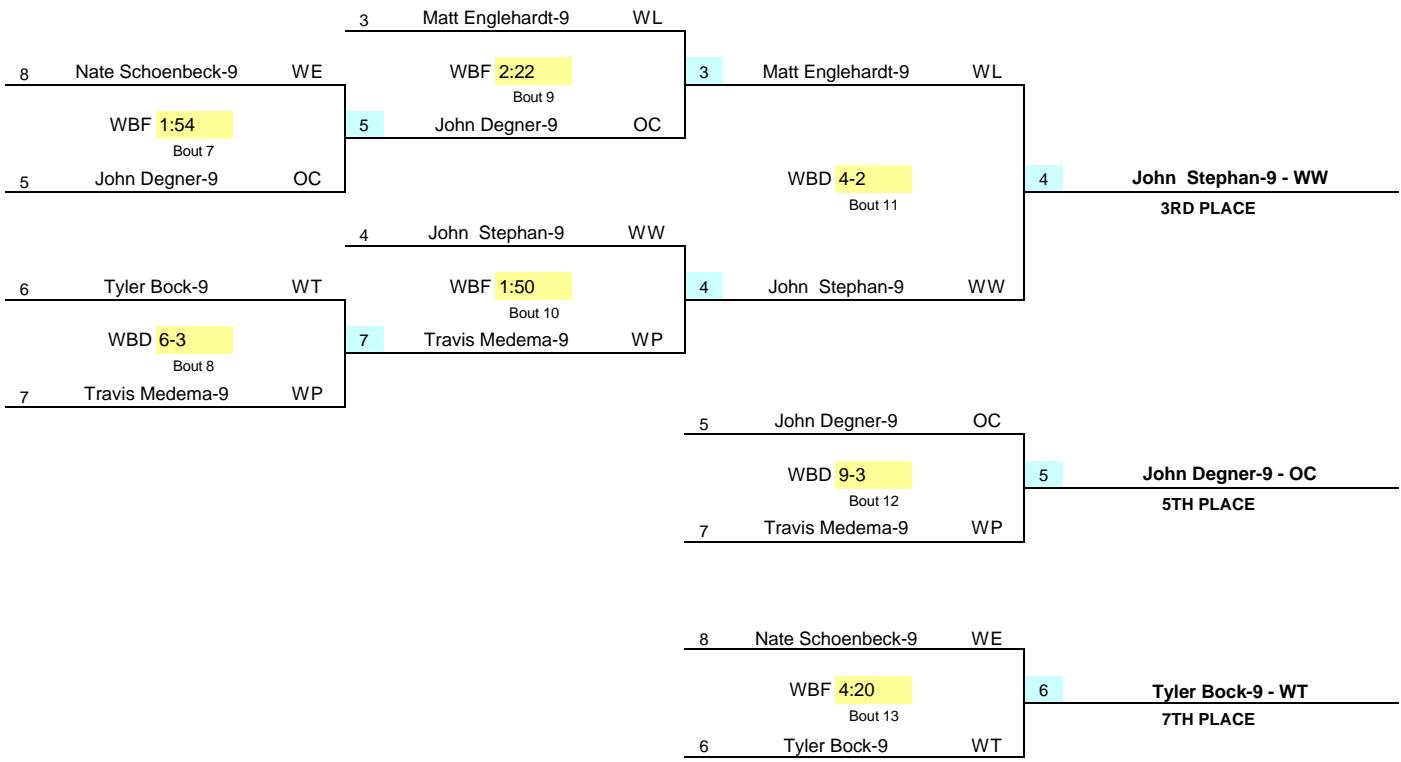 3 Matt Englehardt-9 WL
8 Nate Schoenbeck-9 WE
WBF 2:22
3 Matt Englehardt-9 WL
Bout 9
WBF 1:54
5 John Degner-9 OC
Bout 7
5 John Degner-9 OC
WBD 4-2
4 John Stephan-9 - WW
Bout 11
3RD PLACE
4 John Stephan-9 WW
6 Tyler Bock-9 WT
WBF 1:50
4 John Stephan-9 WW
Bout 10
WBD 6-3
7 Travis Medema-9 WP
Bout 8
7 Travis Medema-9 WP
5 John Degner-9 OC
WBD 9-3
5 John Degner-9 - OC
Bout 12
5TH PLACE
7 Travis Medema-9 WP
8 Nate Schoenbeck-9 WE
WBF 4:20
6 Tyler Bock-9 - WT
Bout 13
7TH PLACE
6 Tyler Bock-9 WT